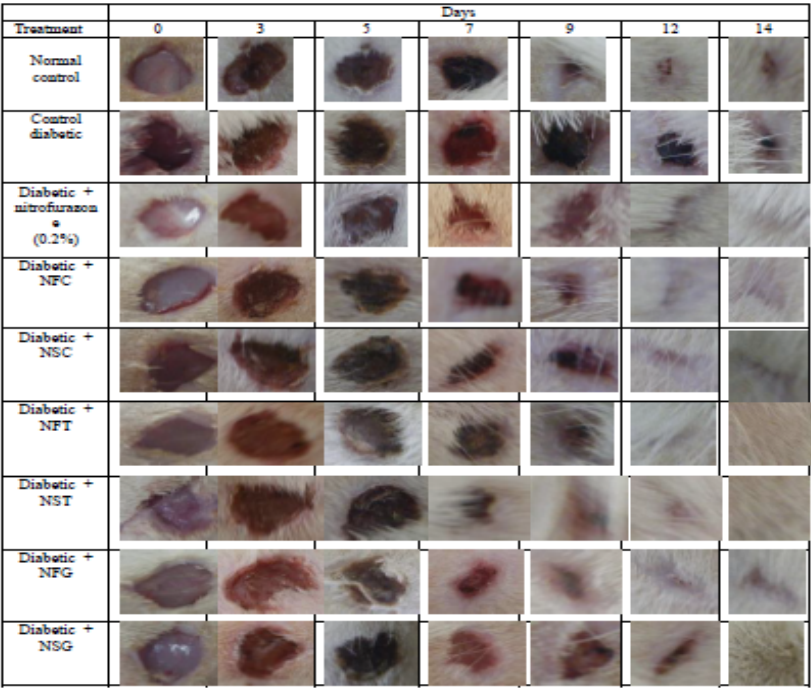 Days
Treatment 0 3 5 7 9 12 14
Normal
control
Control
diabetic
Diabetic +
nitrofurazon
e
(0.2%)
Diabetic +
NFC
Diabetic +
NSC
Diabetic +
NFT
Diabetic +
NST
Diabetic +
NFG
Diabetic +
NSG